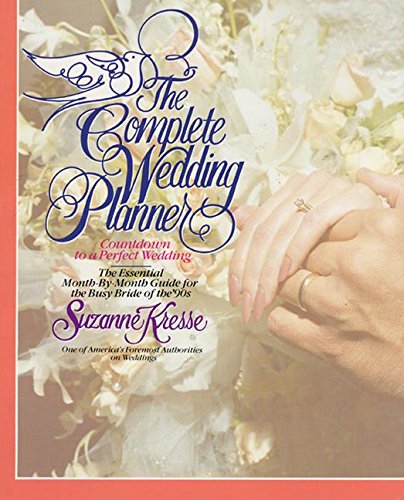 The
Complete
Wedding
Planner
Countdown
to a Perfect Wedding
The Essential
Month-By-Month Guide for
the Busy Bride of the '90s
Suzanne Kresse
One of America's Foremost Authorities
on Weddings